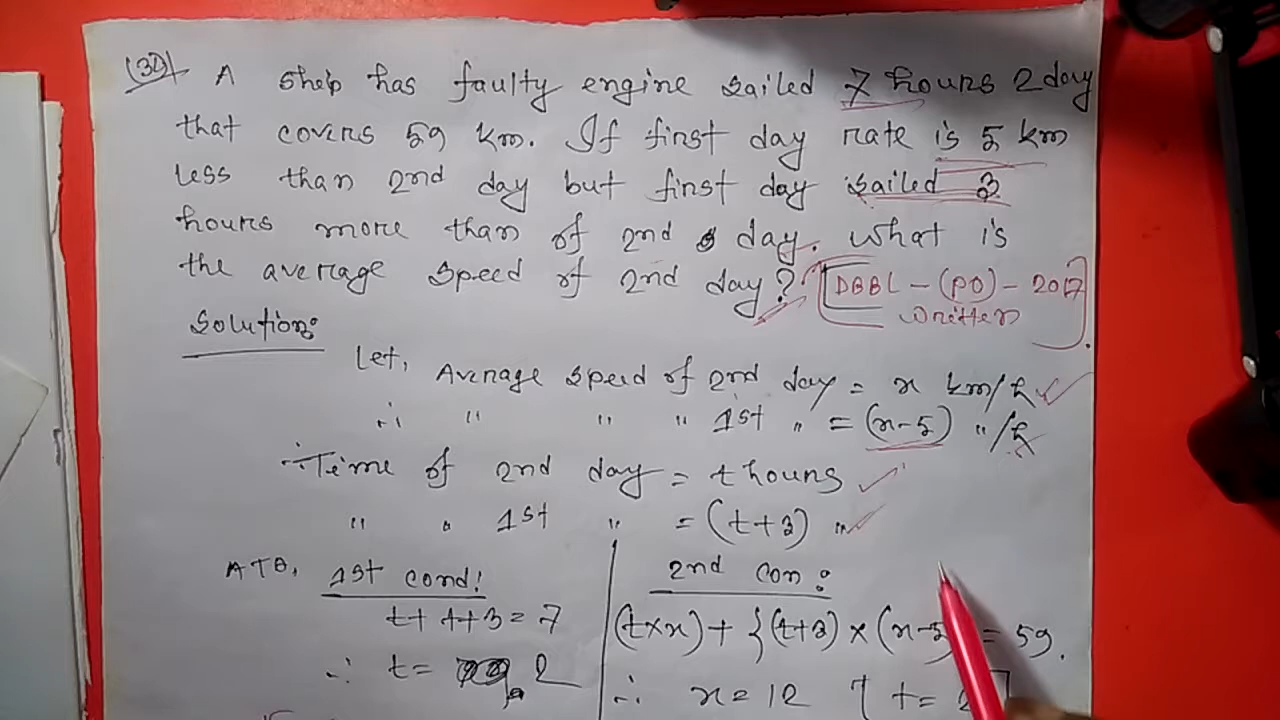 (32) A ship has faulty engine sailed 7 hours 2 day
that covers 59 km. If first day rate is 5 km
less than 2nd day but first day sailed 3
hours more than of 2nd day. What is
the average speed of 2nd day? [DBBL - (PO) - 2017
Written]
Solution:
Let, Average speed of 2nd day = x km/h
∴ " " " 1st " = (x-5) "/h
∴ Time of 2nd day = t hours
" " 1st " = (t+3) "
ATQ, 1st cond: 2nd con:
t+t+3=7 (t×x)+{(t+3)×(x-5) = 59.
∴ t= 2 ∴ x=12 [t=